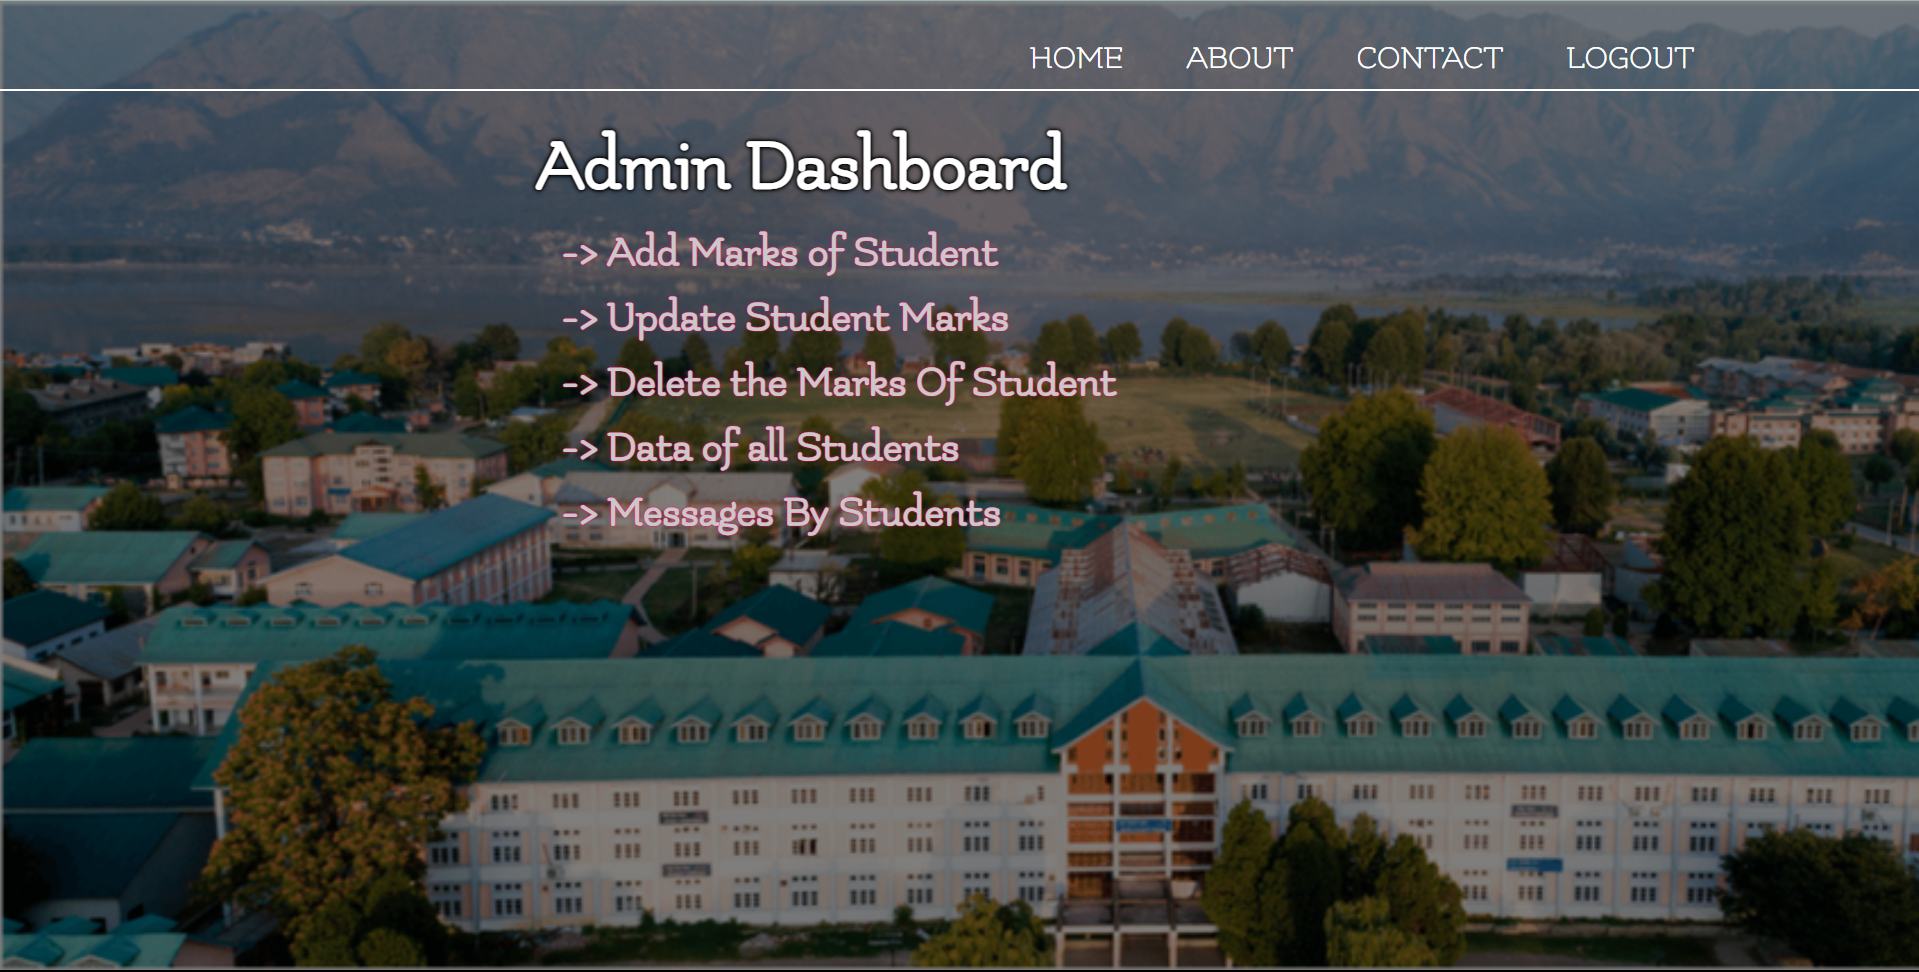 HOME ABOUT CONTACT LOGOUT
Admin Dashboard
-> Add Marks of Student
-> Update Student Marks
-> Delete the Marks Of Student
-> Data of all Students
-> Messages By Students